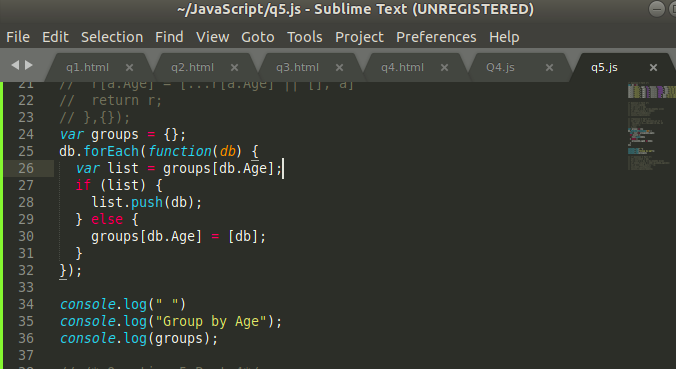 ~/JavaScript/q5.js - Sublime Text (UNREGISTERED)
File Edit Selection Find View Goto Tools Project Preferences Help
q1.html q2.html q3.html q4.html Q4.js q5.js
21 // r[a.Age] = [...r[a.Age] || [], a]
22 // return r;
23 // },{});
24 var groups = {};
25 db.forEach(function(db) {
26 var list = groups[db.Age];
27 if (list) {
28 list.push(db);
29 } else {
30 groups[db.Age] = [db];
31 }
32 });
33
34 console.log(" ")
35 console.log("Group by Age");
36 console.log(groups);
37